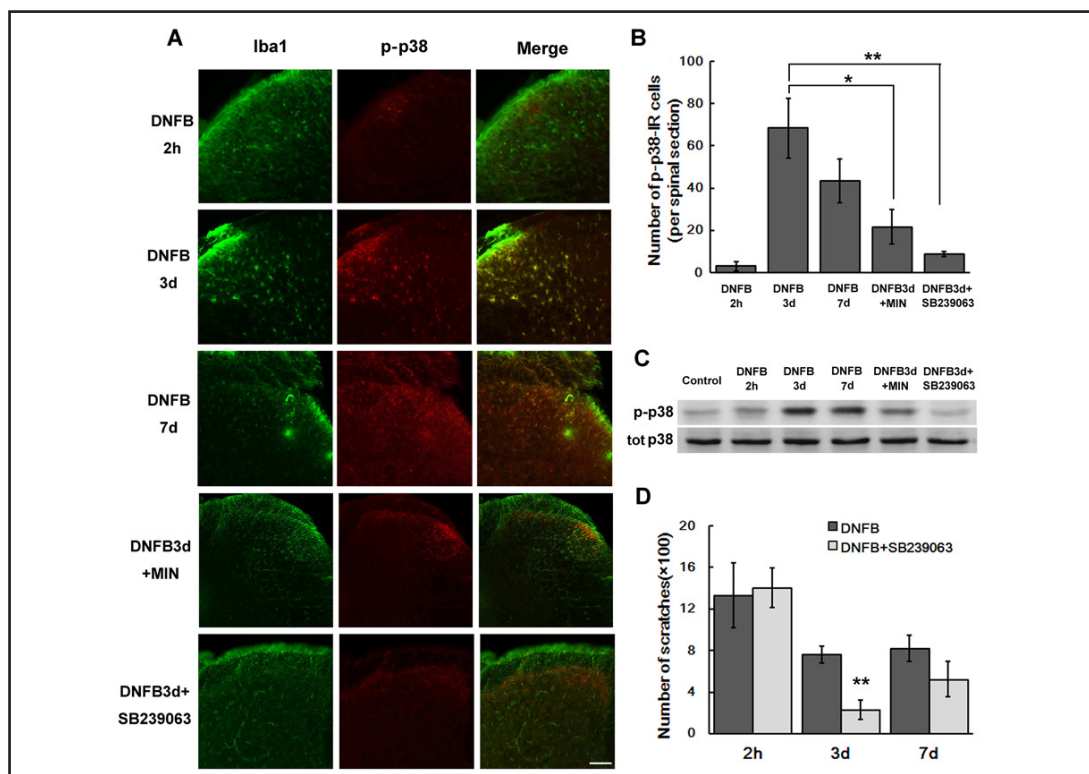 A
Iba1 p-p38 Merge
DNFB
2h
DNFB
3d
DNFB
7d
DNFB3d
+MIN
DNFB3d+
SB239063
B
Number of p-p38-IR cells
(per spinal section)
100
80
60
40
20
0
**
*
DNFB
2h
DNFB
3d
DNFB
7d
DNFB3d
+MIN
DNFB3d+
SB239063
C
Control
DNFB
2h
DNFB
3d
DNFB
7d
DNFB3d
+MIN
DNFB3d+
SB239063
p-p38
tot p38
D
Number of scratches(×100)
20
16
12
8
4
0
DNFB
DNFB+SB239063
**
2h 3d 7d